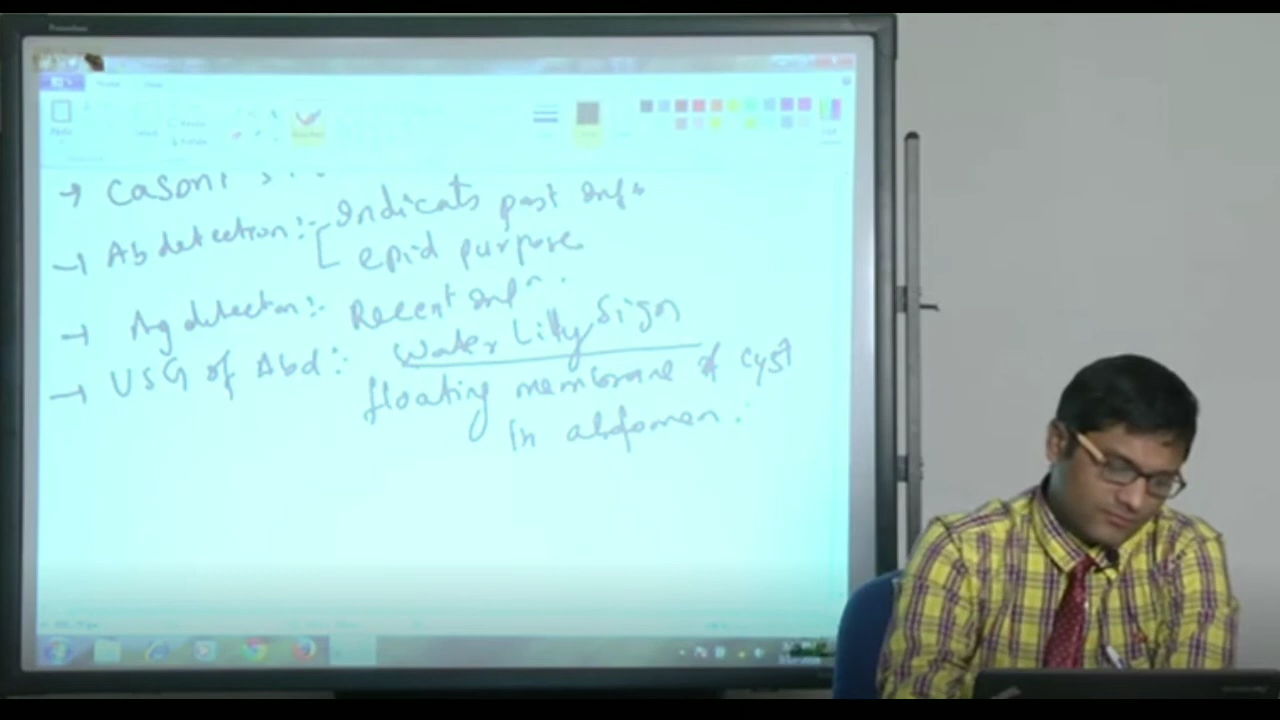 → Casoni
→ Ab detection :- Indicats past Infn
epid purpose
→ Ag detection :- Recent Infn.
→ USG of Abd :- Water Lilly Sign
floating membrane of cyst
in abdomen.